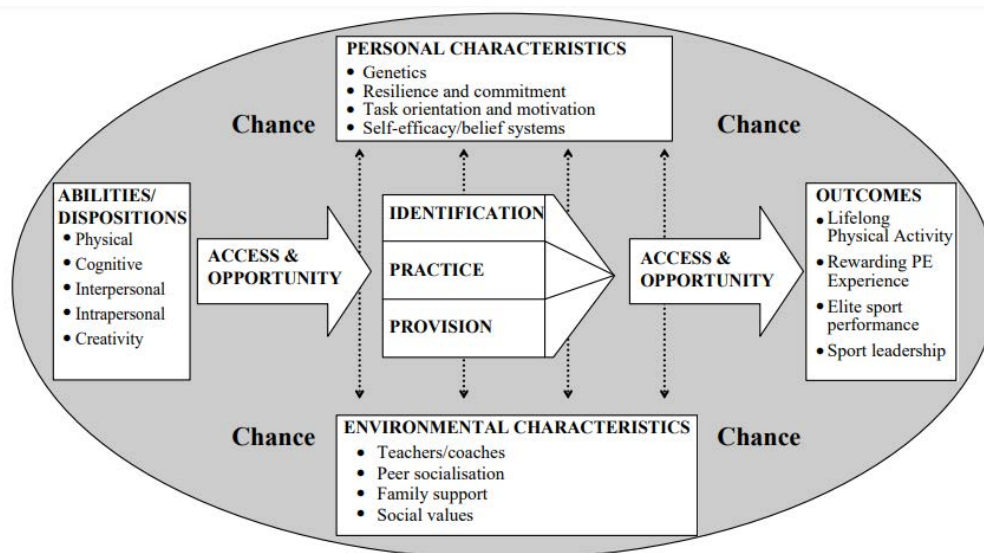 PERSONAL CHARACTERISTICS
• Genetics
• Resilience and commitment
• Task orientation and motivation
• Self-efficacy/belief systems
Chance
Chance
ABILITIES/
DISPOSITIONS
• Physical
• Cognitive
• Interpersonal
• Intrapersonal
• Creativity
ACCESS &
OPPORTUNITY
IDENTIFICATION
PRACTICE
PROVISION
ACCESS &
OPPORTUNITY
OUTCOMES
• Lifelong
Physical Activity
• Rewarding PE
Experience
• Elite sport
performance
• Sport leadership
Chance
Chance
ENVIRONMENTAL CHARACTERISTICS
• Teachers/coaches
• Peer socialisation
• Family support
• Social values